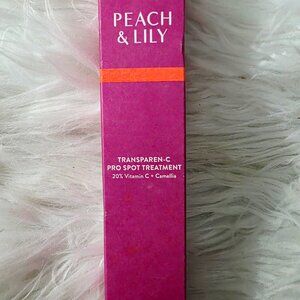 PEACH
& LILY
TRANSPAREN-C
PRO SPOT TREATMENT
20% Vitamin C + Camellia